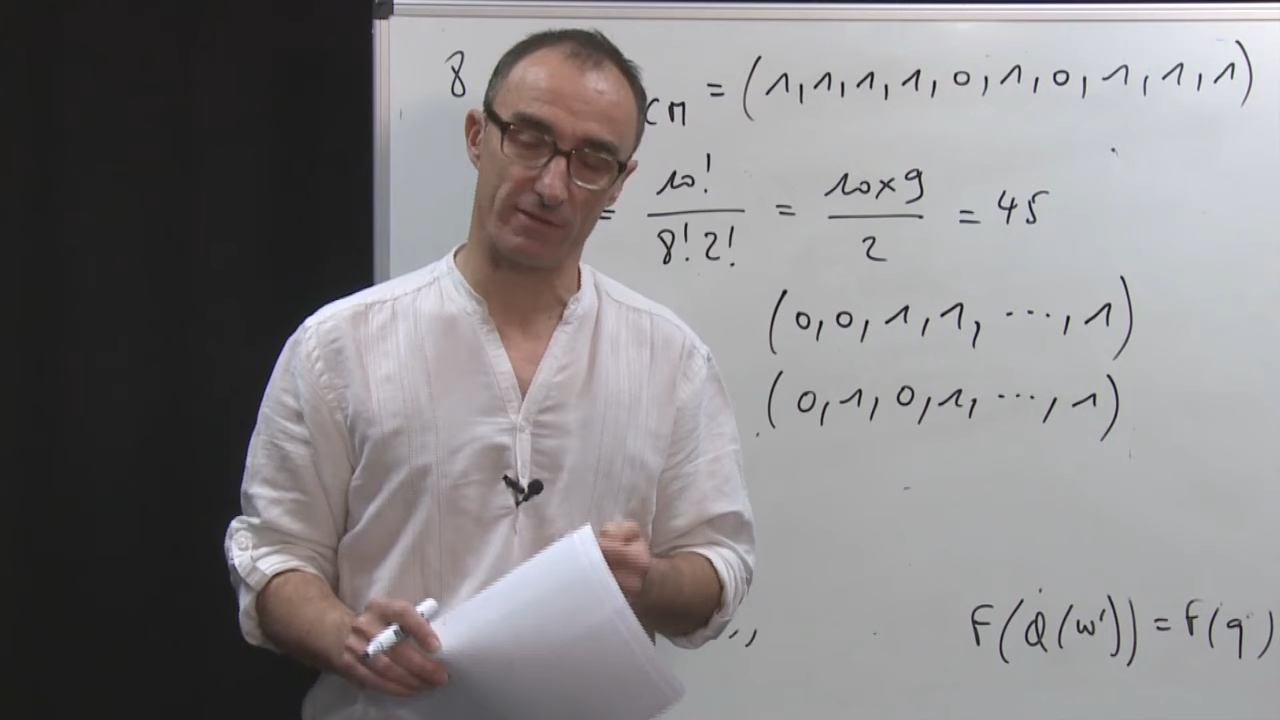 8 CM = (1,1,1,1,0,1,0,1,1,1)
= 10! / 8! 2! = 10×9 / 2 = 45
(0,0,1,1,...,1)
(0,1,0,1,...,1)
F(Q(w')) = F(q)